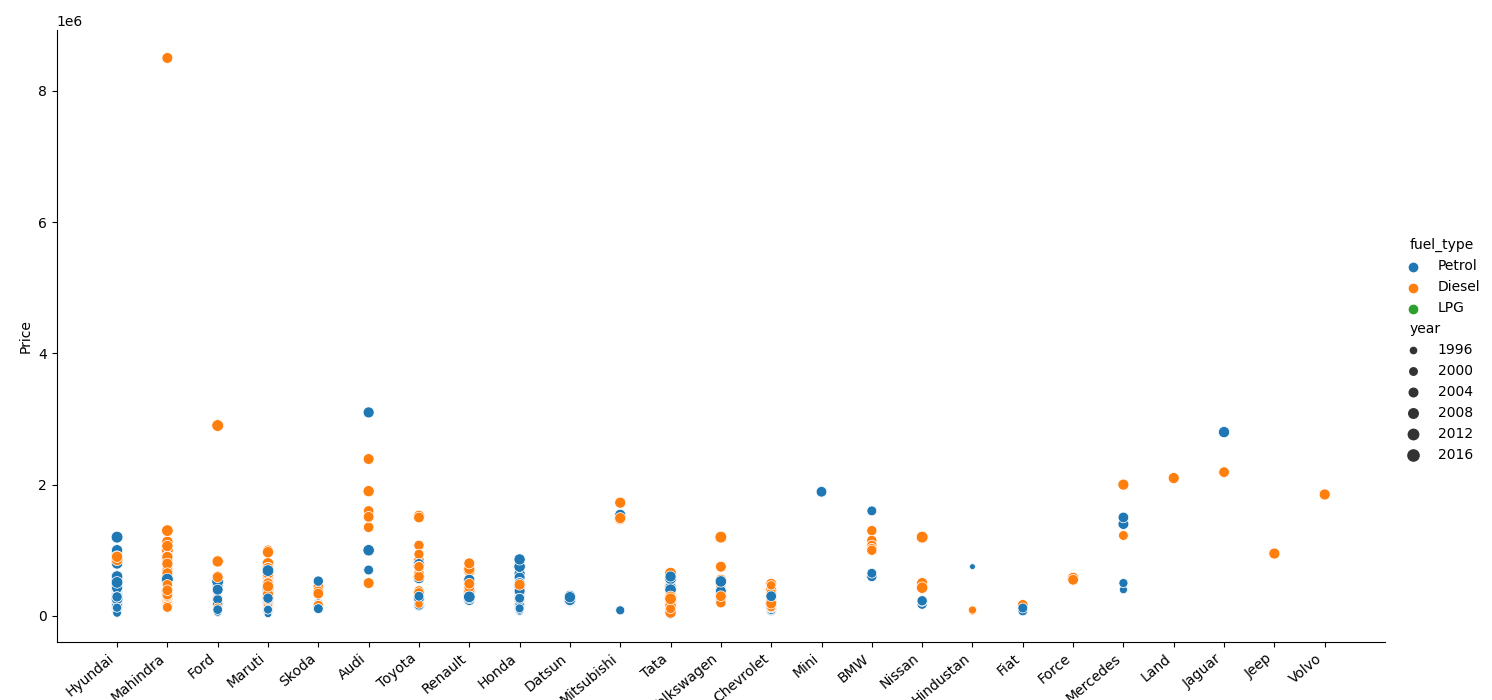 1e6
8
6
4
2
0
Price
Hyundai
Mahindra
Ford
Maruti
Skoda
Audi
Toyota
Renault
Honda
Datsun
Mitsubishi
Tata
olkswagen
Chevrolet
Mini
BMW
Nissan
Hindustan
Fiat
Force
Mercedes
Land
Jaguar
Jeep
Volvo
fuel_type
Petrol
Diesel
LPG
year
1996
2000
2004
2008
2012
2016